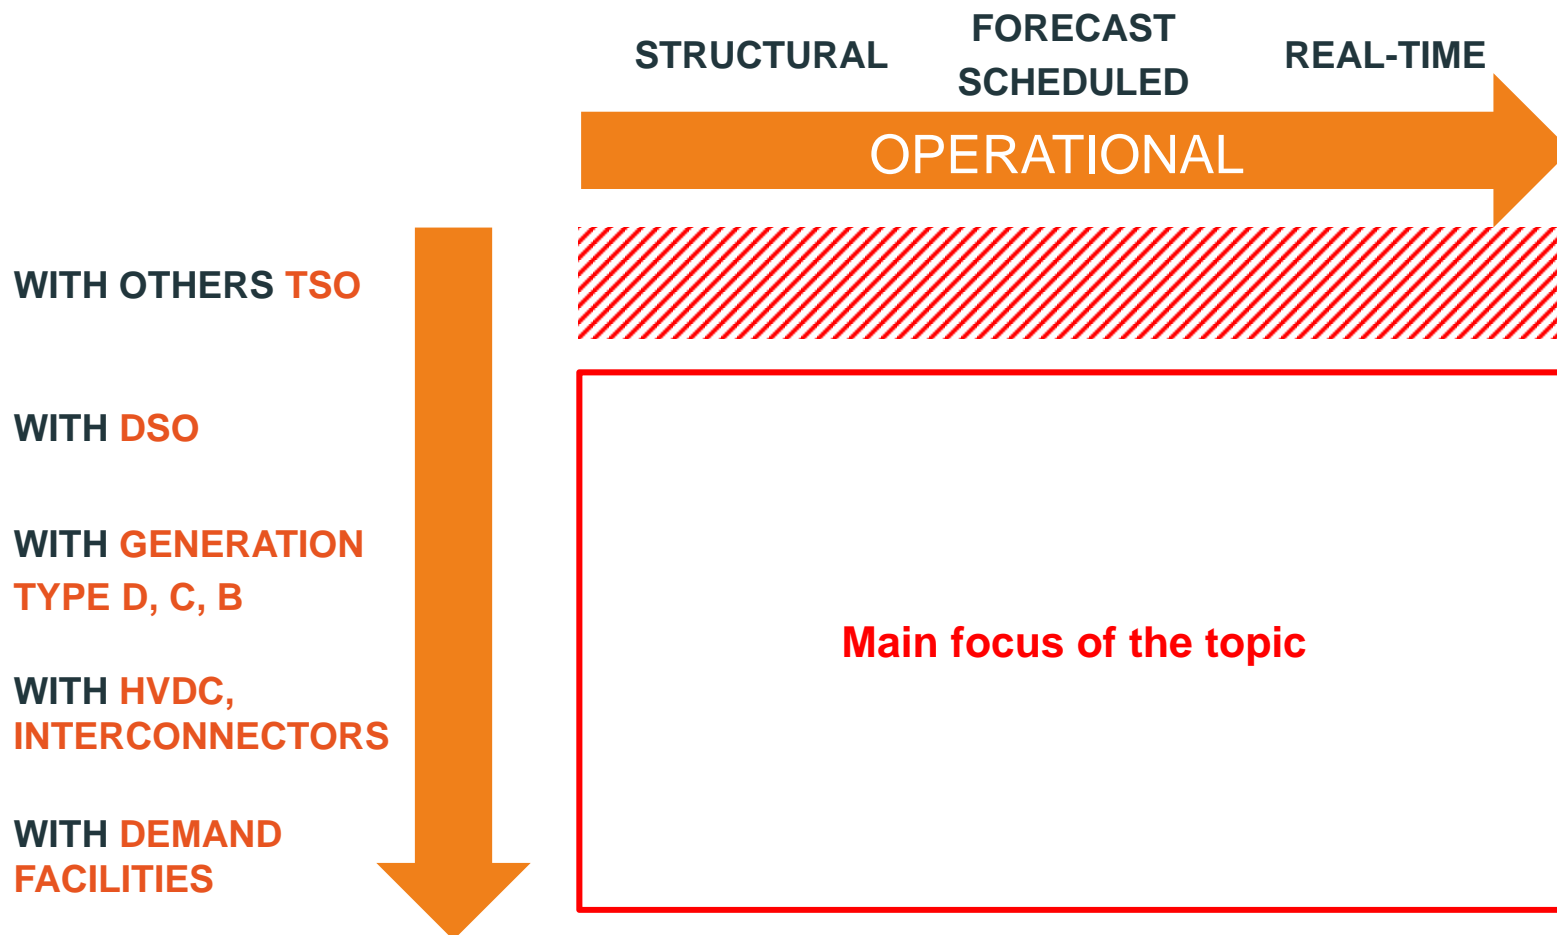 STRUCTURAL
FORECAST
SCHEDULED
REAL-TIME
OPERATIONAL
WITH OTHERS TSO
WITH DSO
WITH GENERATION
TYPE D, C, B
WITH HVDC,
INTERCONNECTORS
WITH DEMAND
FACILITIES
Main focus of the topic